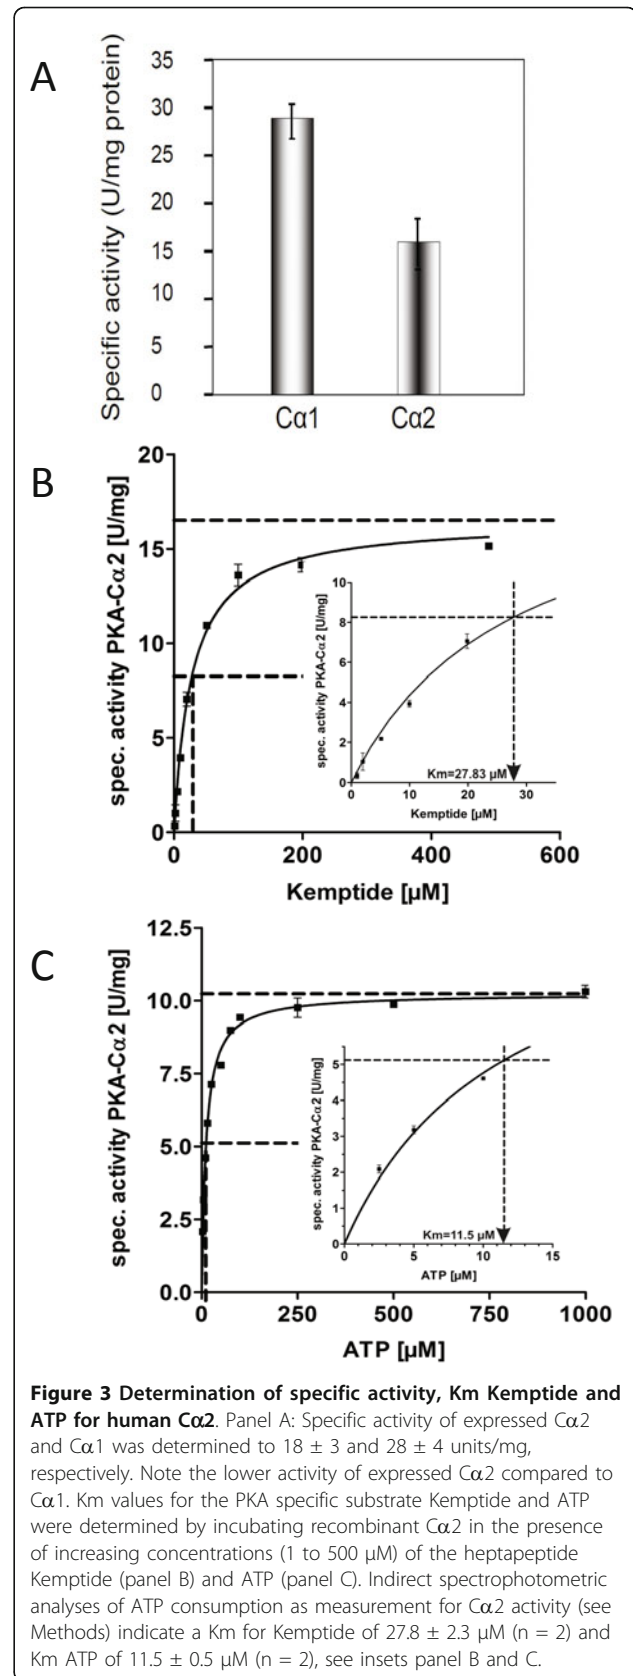 A
Specific activity (U/mg protein)
35
30
25
20
15
10
5
0
Cα1
Cα2
B
spec. activity PKA-Cα2 [U/mg]
20
15
10
5
0
0
200
400
600
Kemptide [µM]
spec. activity PKA-Cα2 [U/mg]
10
8
6
4
2
0
Km=27.83 µM
0
10
20
30
Kemptide [µM]
C
spec. activity PKA-Cα2 [U/mg]
12.5
10.0
7.5
5.0
2.5
0.0
0
250
500
750
1000
ATP [µM]
spec. activity PKA-Cα2 [U/mg]
5
4
3
2
1
0
Km=11.5 µM
0
5
10
15
ATP [µM]
Figure 3 Determination of specific activity, Km Kemptide and
ATP for human Cα2. Panel A: Specific activity of expressed Cα2
and Cα1 was determined to 18 ± 3 and 28 ± 4 units/mg,
respectively. Note the lower activity of expressed Cα2 compared to
Cα1. Km values for the PKA specific substrate Kemptide and ATP
were determined by incubating recombinant Cα2 in the presence
of increasing concentrations (1 to 500 µM) of the heptapeptide
Kemptide (panel B) and ATP (panel C). Indirect spectrophotometric
analyses of ATP consumption as measurement for Cα2 activity (see
Methods) indicate a Km for Kemptide of 27.8 ± 2.3 µM (n = 2) and
Km ATP of 11.5 ± 0.5 µM (n = 2), see insets panel B and C.